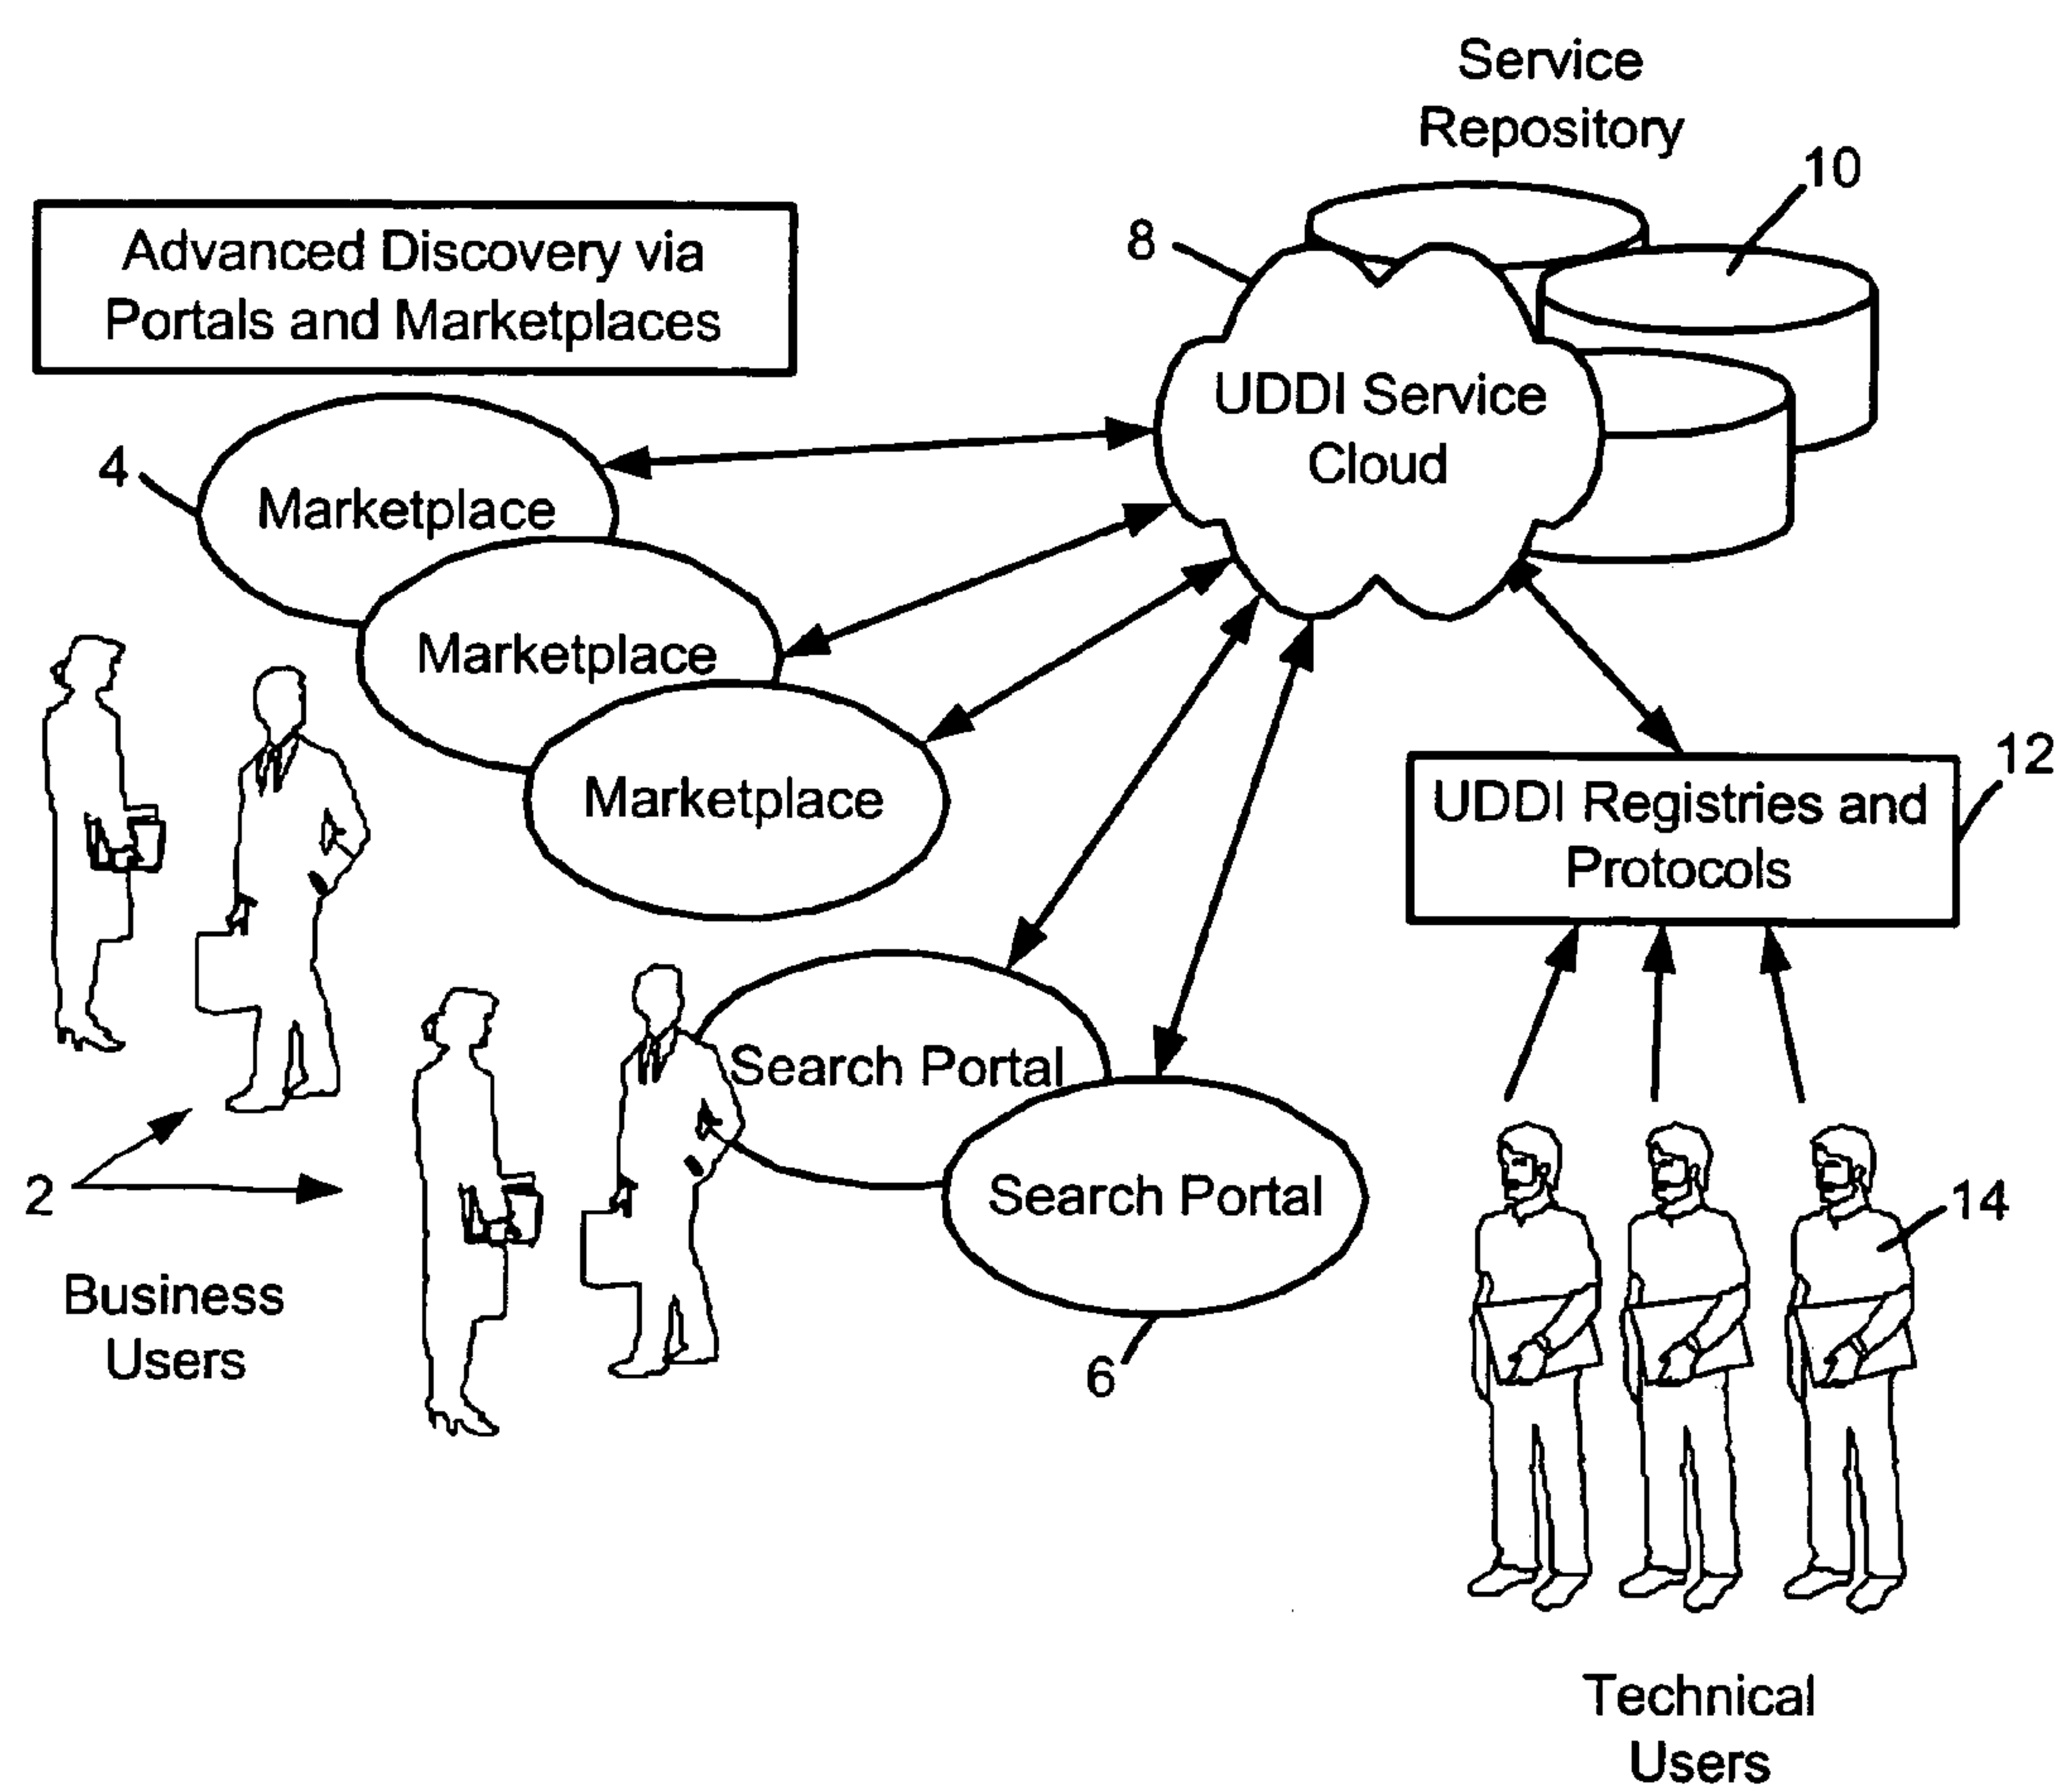 Service
Repository
10
8
Advanced Discovery via
Portals and Marketplaces
UDDI Service
Cloud
4
Marketplace
Marketplace
Marketplace
12
UDDI Registries and
Protocols
Search Portal
Search Portal
2
14
Business
Users
6
Technical
Users